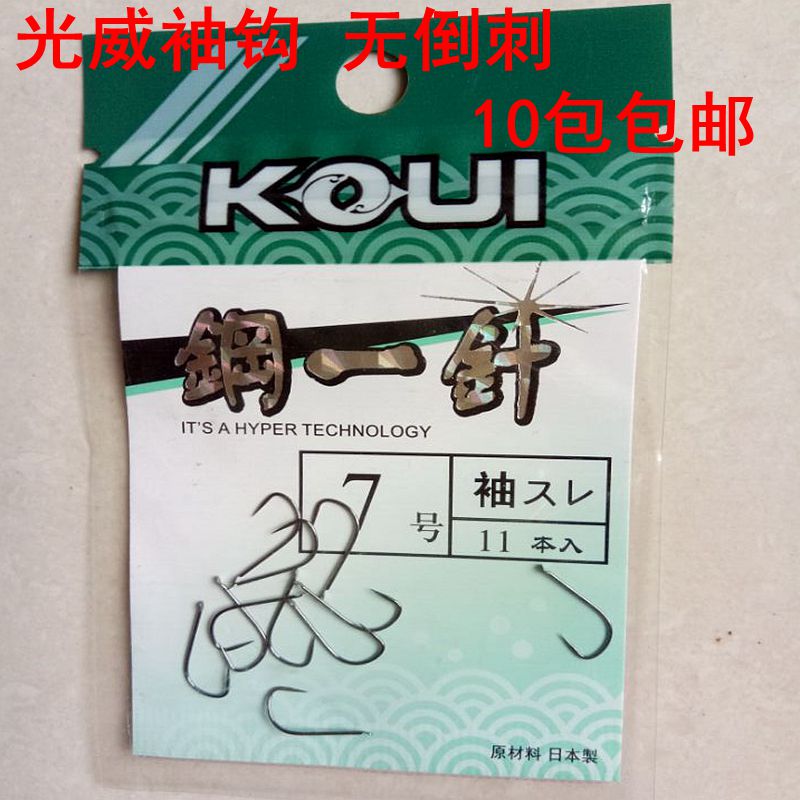 光威袖钩 无倒刺
10包包邮
KOUI
鋼一針
IT'S A HYPER TECHNOLOGY
7号
袖スレ
11 本入
原材料 日本製